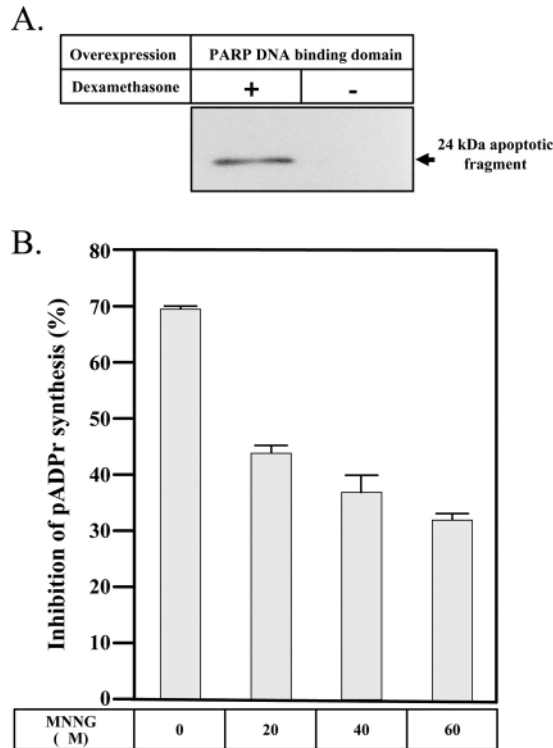 A.
Overexpression PARP DNA binding domain
Dexamethasone + -
24 kDa apoptotic
fragment
B.
Inhibition of pADPr synthesis (%)
80
70
60
50
40
30
20
10
0
MNNG
( M) 0 20 40 60